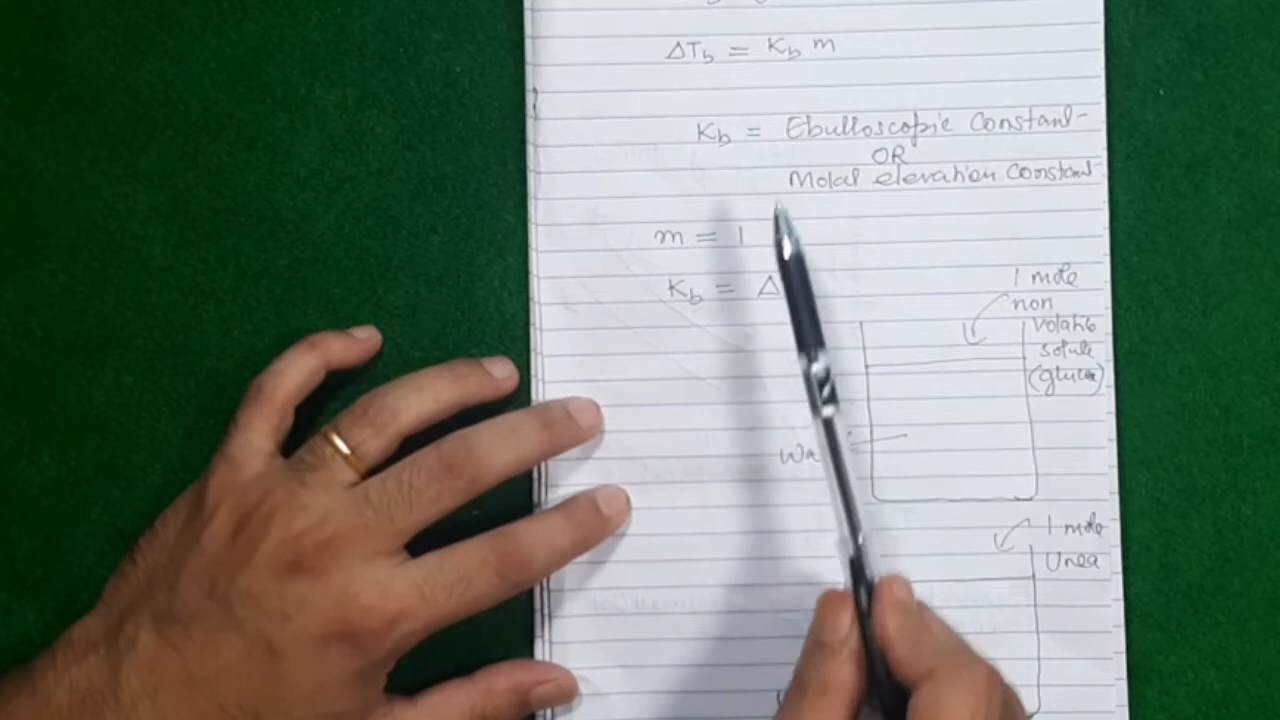 ΔTb = Kb m
Kb = Ebulloscopic Constant
OR
Molal elevation Constant
m = 1
Kb = Δ
1 mole
non
volatile
solute
(glucose)
Wa
1 mole
Urea